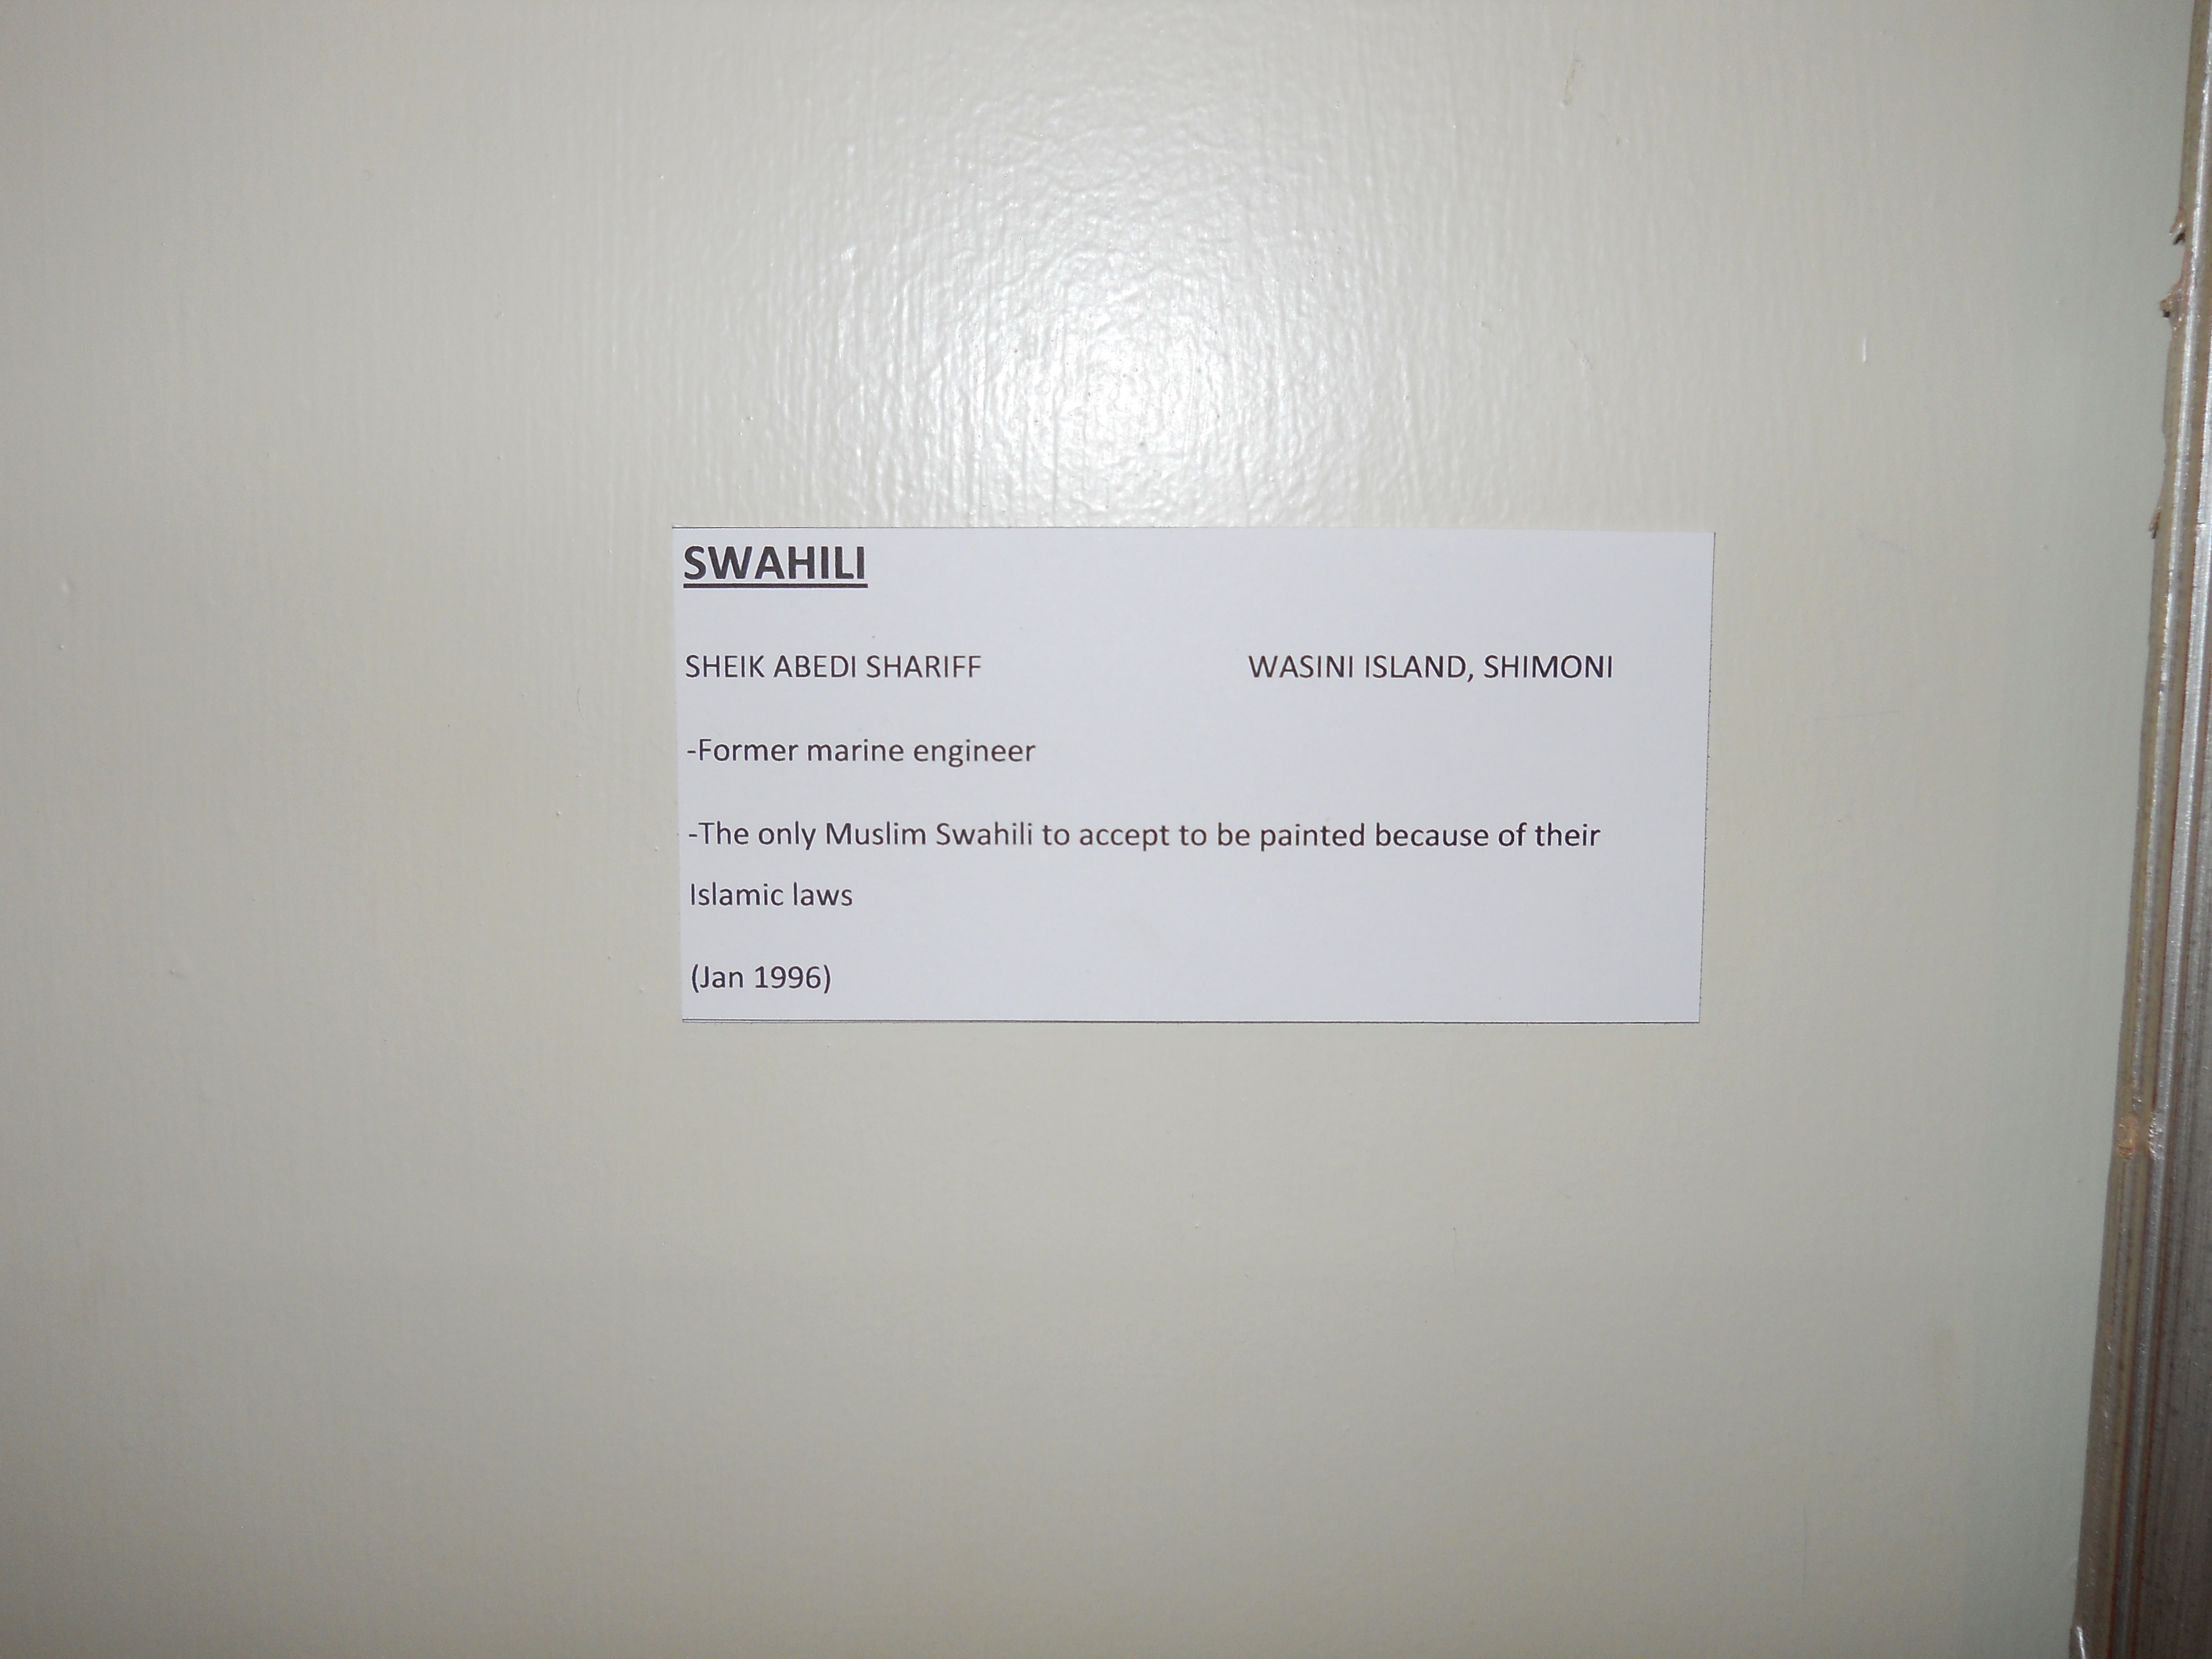 SWAHILI
SHEIK ABEDI SHARIFF WASINI ISLAND, SHIMONI
-Former marine engineer
-The only Muslim Swahili to accept to be painted because of their
Islamic laws
(Jan 1996)